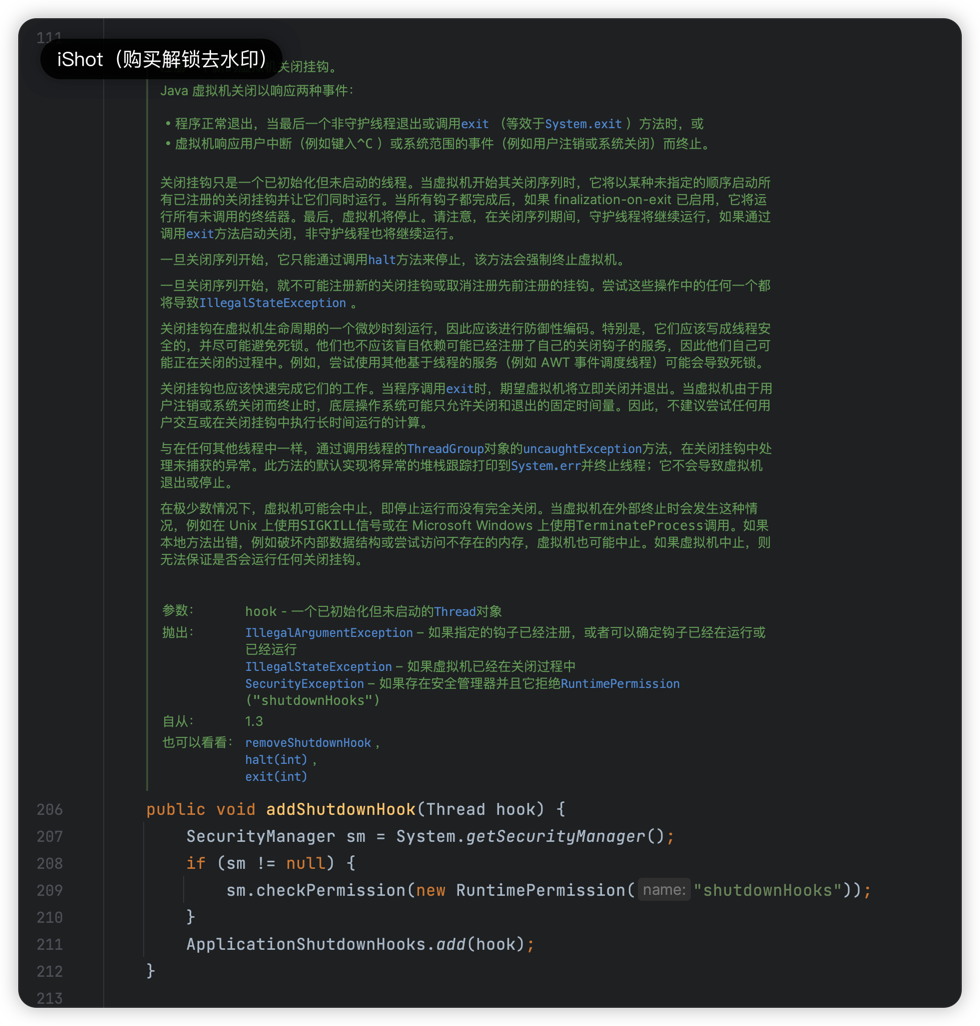 111
iShot（购买解锁去水印）
关闭挂钩。
Java 虚拟机关闭以响应两种事件：
• 程序正常退出，当最后一个非守护线程退出或调用exit （等效于System.exit ）方法时，或
• 虚拟机响应用户中断（例如键入^C ）或系统范围的事件（例如用户注销或系统关闭）而终止。
关闭挂钩只是一个已初始化但未启动的线程。当虚拟机开始其关闭序列时，它将以某种未指定的顺序启动所
有已注册的关闭挂钩并让它们同时运行。当所有钩子都完成后，如果 finalization-on-exit 已启用，它将运
行所有未调用的终结器。最后，虚拟机将停止。请注意，在关闭序列期间，守护线程将继续运行，如果通过
调用exit方法启动关闭，非守护线程也将继续运行。
一旦关闭序列开始，它只能通过调用halt方法来停止，该方法会强制终止虚拟机。
一旦关闭序列开始，就不可能注册新的关闭挂钩或取消注册先前注册的挂钩。尝试这些操作中的任何一个都
将导致IllegalStateException 。
关闭挂钩在虚拟机生命周期的一个微妙时刻运行，因此应该进行防御性编码。特别是，它们应该写成线程安
全的，并尽可能避免死锁。他们也不应该盲目依赖可能已经注册了自己的关闭钩子的服务，因此他们自己可
能正在关闭的过程中。例如，尝试使用其他基于线程的服务（例如 AWT 事件调度线程）可能会导致死锁。
关闭挂钩也应该快速完成它们的工作。当程序调用exit时，期望虚拟机将立即关闭并退出。当虚拟机由于用
户注销或系统关闭而终止时，底层操作系统可能只允许关闭和退出的固定时间量。因此，不建议尝试任何用
户交互或在关闭挂钩中执行长时间运行的计算。
与在任何其他线程中一样，通过调用线程的ThreadGroup对象的uncaughtException方法，在关闭挂钩中处
理未捕获的异常。此方法的默认实现将异常的堆栈跟踪打印到System.err并终止线程；它不会导致虚拟机
退出或停止。
在极少数情况下，虚拟机可能会中止，即停止运行而没有完全关闭。当虚拟机在外部终止时会发生这种情
况，例如在 Unix 上使用SIGKILL信号或在 Microsoft Windows 上使用TerminateProcess调用。如果
本地方法出错，例如破坏内部数据结构或尝试访问不存在的内存，虚拟机也可能中止。如果虚拟机中止，则
无法保证是否会运行任何关闭挂钩。
参数： hook - 一个已初始化但未启动的Thread对象
抛出： IllegalArgumentException – 如果指定的钩子已经注册，或者可以确定钩子已经在运行或
已经运行
IllegalStateException – 如果虚拟机已经在关闭过程中
SecurityException – 如果存在安全管理器并且它拒绝RuntimePermission
("shutdownHooks")
自从： 1.3
也可以看看： removeShutdownHook ，
halt(int) ，
exit(int)
206 public void addShutdownHook(Thread hook) {
207 SecurityManager sm = System.getSecurityManager();
208 if (sm != null) {
209 sm.checkPermission(new RuntimePermission( name: "shutdownHooks"));
210 }
211 ApplicationShutdownHooks.add(hook);
212 }
213